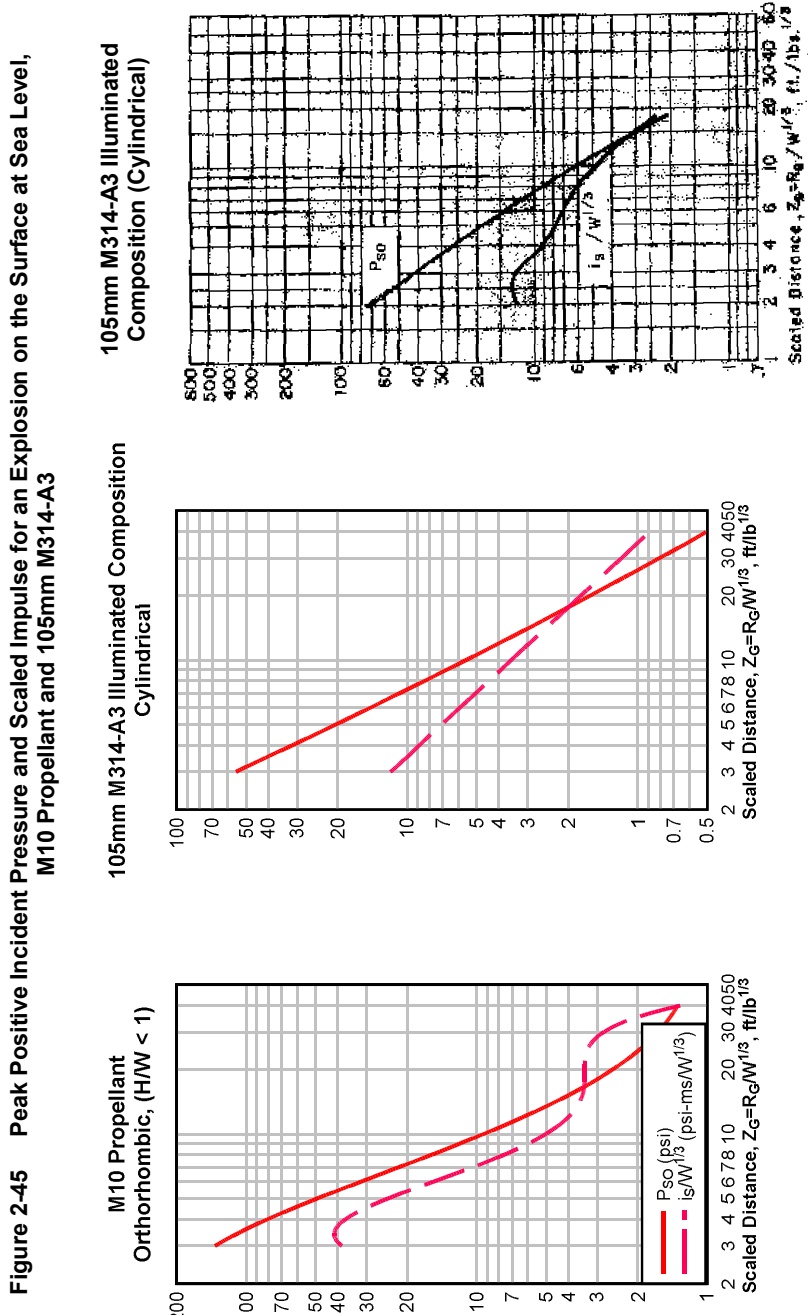 Figure 2-45 Peak Positive Incident Pressure and Scaled Impulse for an Explosion on the Surface at Sea Level,
M10 Propellant and 105mm M314-A3
M10 Propellant
Orthorhombic, (H/W < 1)
200
100
70
50
40
30
20
10
7
5
4
3
2
1
2 3 4 5 6 7 8 10 20 30 40 50
Scaled Distance, ZG=RG/W1/3, ft/lb1/3
PSO (psi)
is/W1/3 (psi-ms/W1/3)
105mm M314-A3 Illuminated Composition
Cylindrical
100
70
50
40
30
20
10
7
5
4
3
2
1
0.7
0.5
2 3 4 5 6 7 8 10 20 30 40 50
Scaled Distance, ZG=RG/W1/3, ft/lb1/3
105mm M314-A3 Illuminated
Composition (Cylindrical)
500
400
300
200
100
60
40
30
20
10
6
4
3
2
1
.7
Pso
is /W1/3
1 2 3 4 6 10 20 30 40 60
Scaled Distance, ZG=RG/W1/3, ft./lbs.1/3